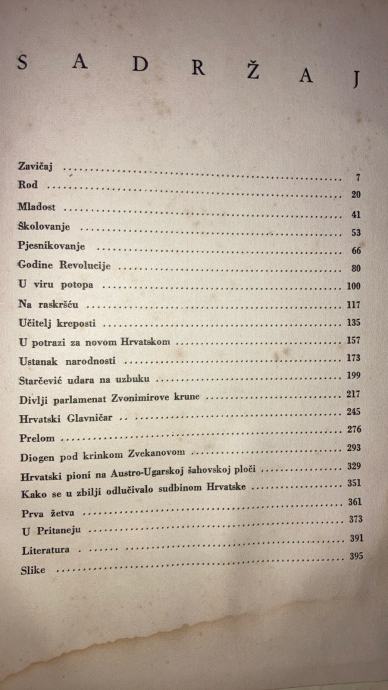 SADRŽAJ
Zavičaj 7
Rod 20
Mladost 41
Školovanje 53
Pjesnikovanje 66
Godine Revolucije 80
U viru potopa 100
Na raskršću 117
Učitelj kreposti 135
U potrazi za novom Hrvatskom 157
Ustanak narodnosti 173
Starčević udara na uzbuku 199
Divlji parlamenat Zvonimirove krune 217
Hrvatski Glavničar 245
Prelom 276
Diogen pod krinkom Zvekanovom 293
Hrvatski pioni na Austro-Ugarskoj šahovskoj ploči 329
Kako se u zbilji odlučivalo sudbinom Hrvatske 351
Prva žetva 361
U Pritaneju 373
Literatura 391
Slike 395